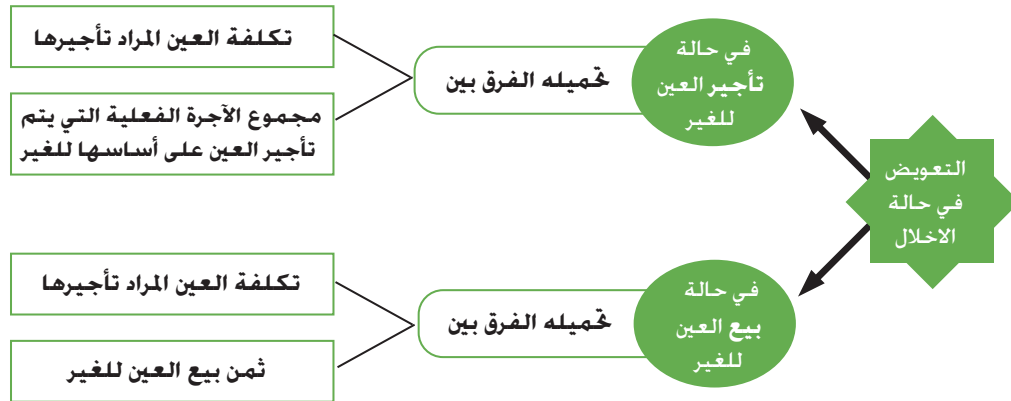 التعويض
في حالة
الاخلال
في حالة
تأجير العين
للغير
تحميله الفرق بين
تكلفة العين المراد تأجيرها
مجموع الآجرة الفعلية التي يتم
تأجير العين على أساسها للغير
في حالة
بيع العين
للغير
تحميله الفرق بين
تكلفة العين المراد تأجيرها
ثمن بيع العين للغير